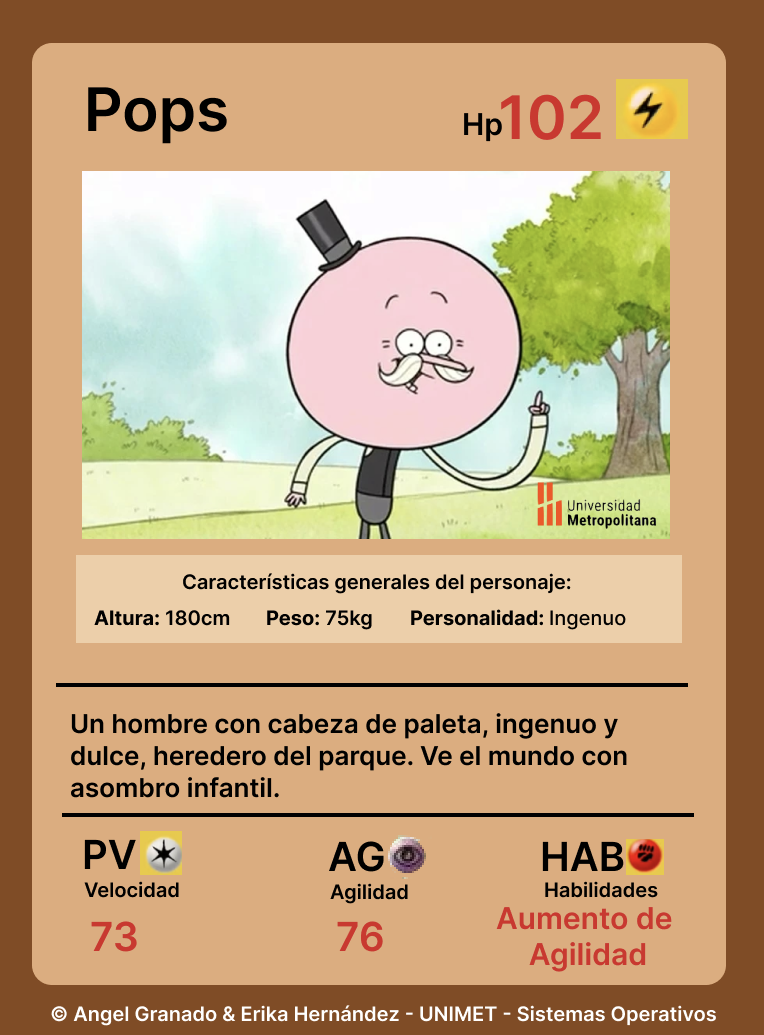 Pops
Hp102
Universidad
Metropolitana
Características generales del personaje:
Altura: 180cm Peso: 75kg Personalidad: Ingenuo
Un hombre con cabeza de paleta, ingenuo y
dulce, heredero del parque. Ve el mundo con
asombro infantil.
PV AG HAB
Velocidad Agilidad Habilidades
73 76 Aumento de
Agilidad
© Angel Granado & Erika Hernández - UNIMET - Sistemas Operativos